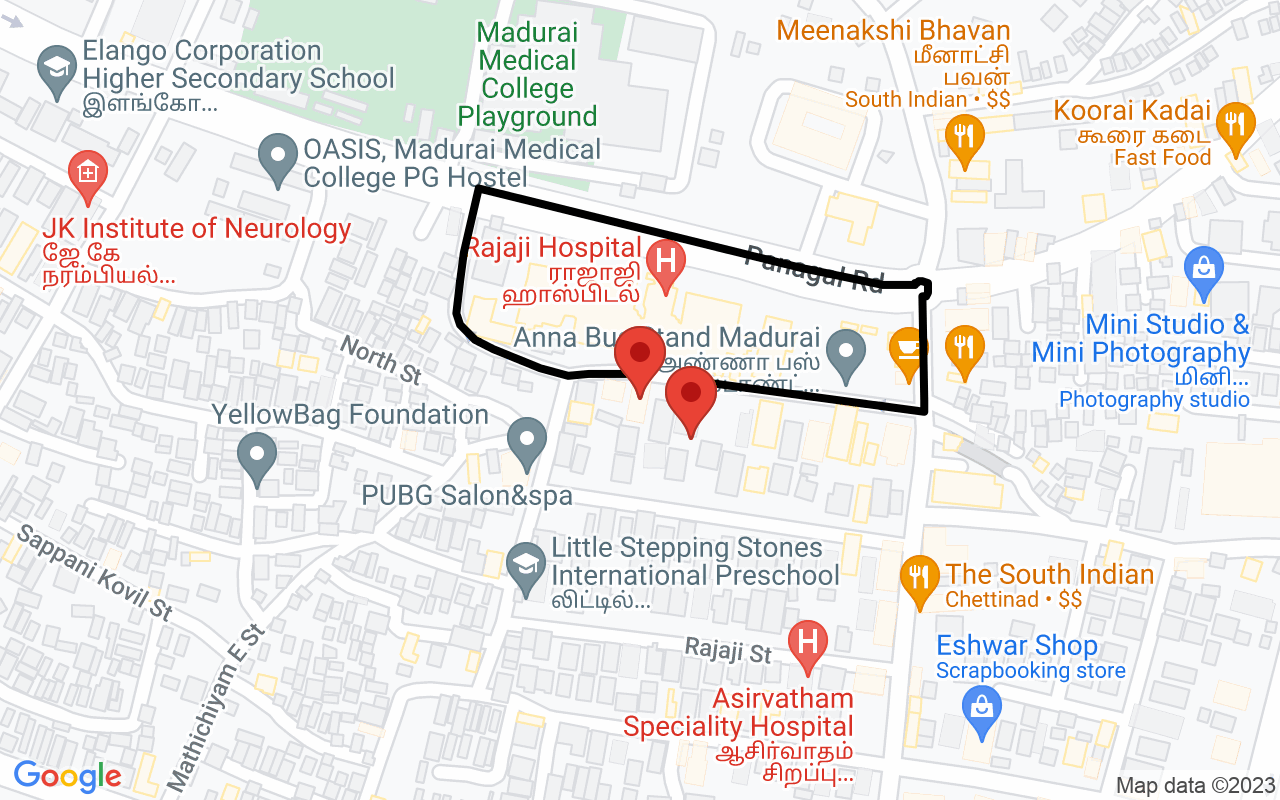 Elango Corporation
Higher Secondary School
இளங்கோ...
Madurai
Medical
College
Playground
Meenakshi Bhavan
மீனாட்சி
பவன்
South Indian • $$
Koorai Kadai
கூரை கடை
Fast Food
OASIS, Madurai Medical
College PG Hostel
JK Institute of Neurology
ஜே கே
நரம்பியல்...
Rajaji Hospital
ராஜாஜி
ஹாஸ்பிடல்
Panagal Rd
Anna Bus Stand Madurai
அண்ணா பஸ்
Mini Studio &
Mini Photography
மினி...
Photography studio
North St
YellowBag Foundation
PUBG Salon&spa
Sappani Kovil St
Little Stepping Stones
International Preschool
லிட்டில்...
The South Indian
Chettinad • $$
Mathichiyam E St
Rajaji St
Eshwar Shop
Scrapbooking store
Asirvatham
Speciality Hospital
ஆசிர்வாதம்
சிறப்பு...
Google
Map data ©2023